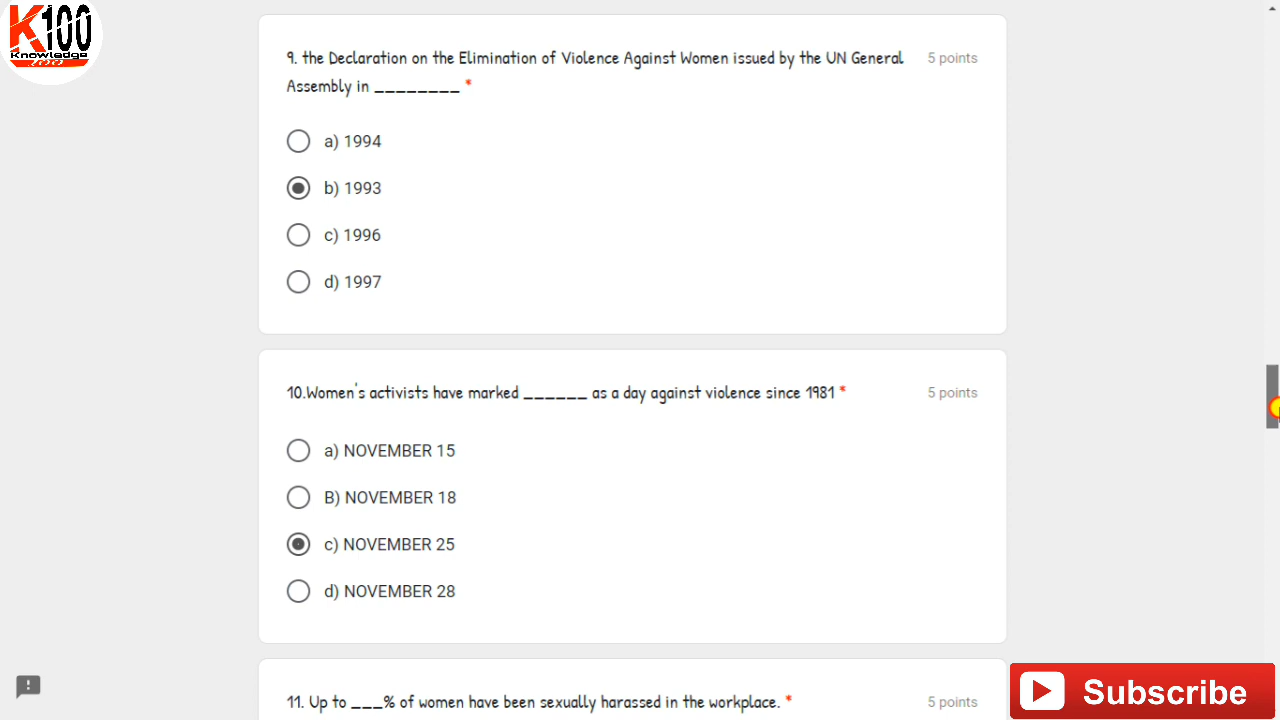 K100
Knowledge
100
9. the Declaration on the Elimination of Violence Against Women issued by the UN General 5 points
Assembly in ________ *
a) 1994
b) 1993
c) 1996
d) 1997
10.Women's activists have marked ______ as a day against violence since 1981 * 5 points
a) NOVEMBER 15
B) NOVEMBER 18
c) NOVEMBER 25
d) NOVEMBER 28
11. Up to ___% of women have been sexually harassed in the workplace. * 5 points
Subscribe